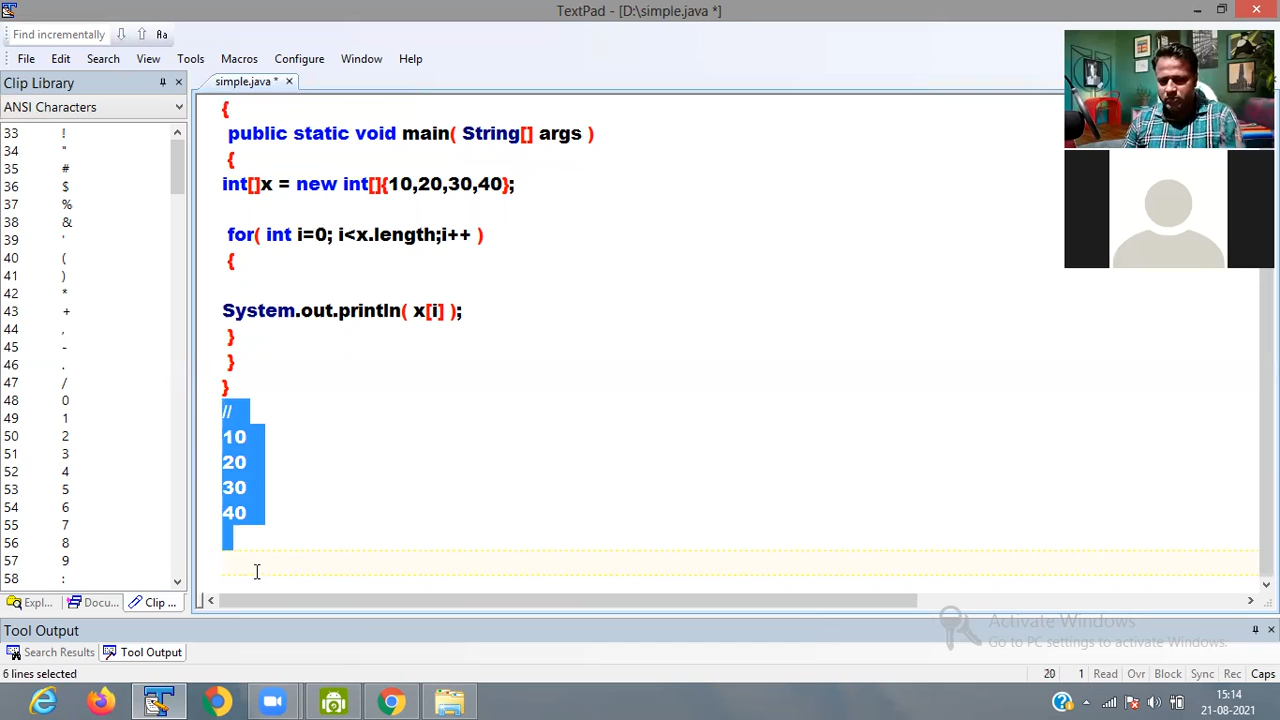 TextPad - [D:\simple.java *]
Find incrementally
File Edit Search View Tools Macros Configure Window Help
Clip Library
simple.java *
ANSI Characters
33 !
34 "
35 #
36 $
37 %
38 &
39 '
40 (
41 )
42 *
43 +
44 ,
45 -
46 .
47 /
48 0
49 1
50 2
51 3
52 4
53 5
54 6
55 7
56 8
57 9
58 :
{
public static void main( String[] args )
{
int[]x = new int[]{10,20,30,40};
for( int i=0; i<x.length;i++ )
{
System.out.println( x[i] );
}
}
}
//
10
20
30
40
Expl... Docu... Clip ...
Activate Windows
Go to PC settings to activate Windows.
Tool Output
Search Results Tool Output
6 lines selected
20 1 Read Ovr Block Sync Rec Caps
15:14
21-08-2021